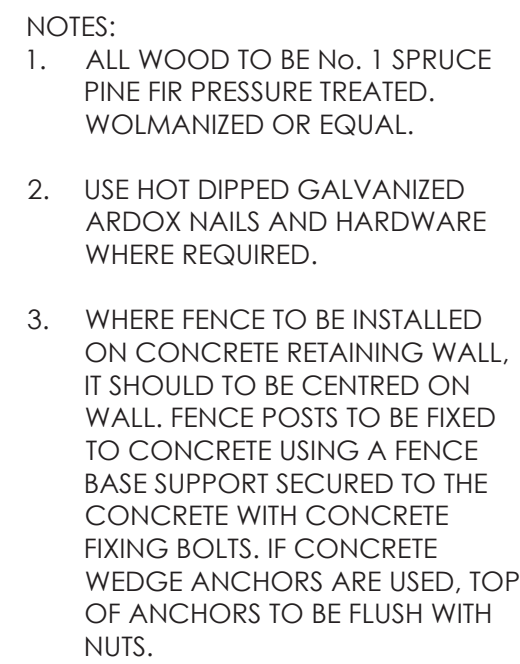 NOTES:
1. ALL WOOD TO BE No. 1 SPRUCE
PINE FIR PRESSURE TREATED.
WOLMANIZED OR EQUAL.
2. USE HOT DIPPED GALVANIZED
ARDOX NAILS AND HARDWARE
WHERE REQUIRED.
3. WHERE FENCE TO BE INSTALLED
ON CONCRETE RETAINING WALL,
IT SHOULD TO BE CENTRED ON
WALL. FENCE POSTS TO BE FIXED
TO CONCRETE USING A FENCE
BASE SUPPORT SECURED TO THE
CONCRETE WITH CONCRETE
FIXING BOLTS. IF CONCRETE
WEDGE ANCHORS ARE USED, TOP
OF ANCHORS TO BE FLUSH WITH
NUTS.